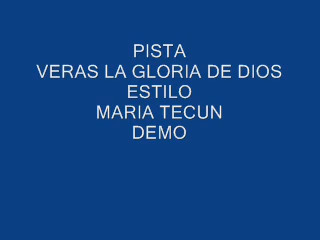 PISTA
VERAS LA GLORIA DE DIOS
ESTILO
MARIA TECUN
DEMO